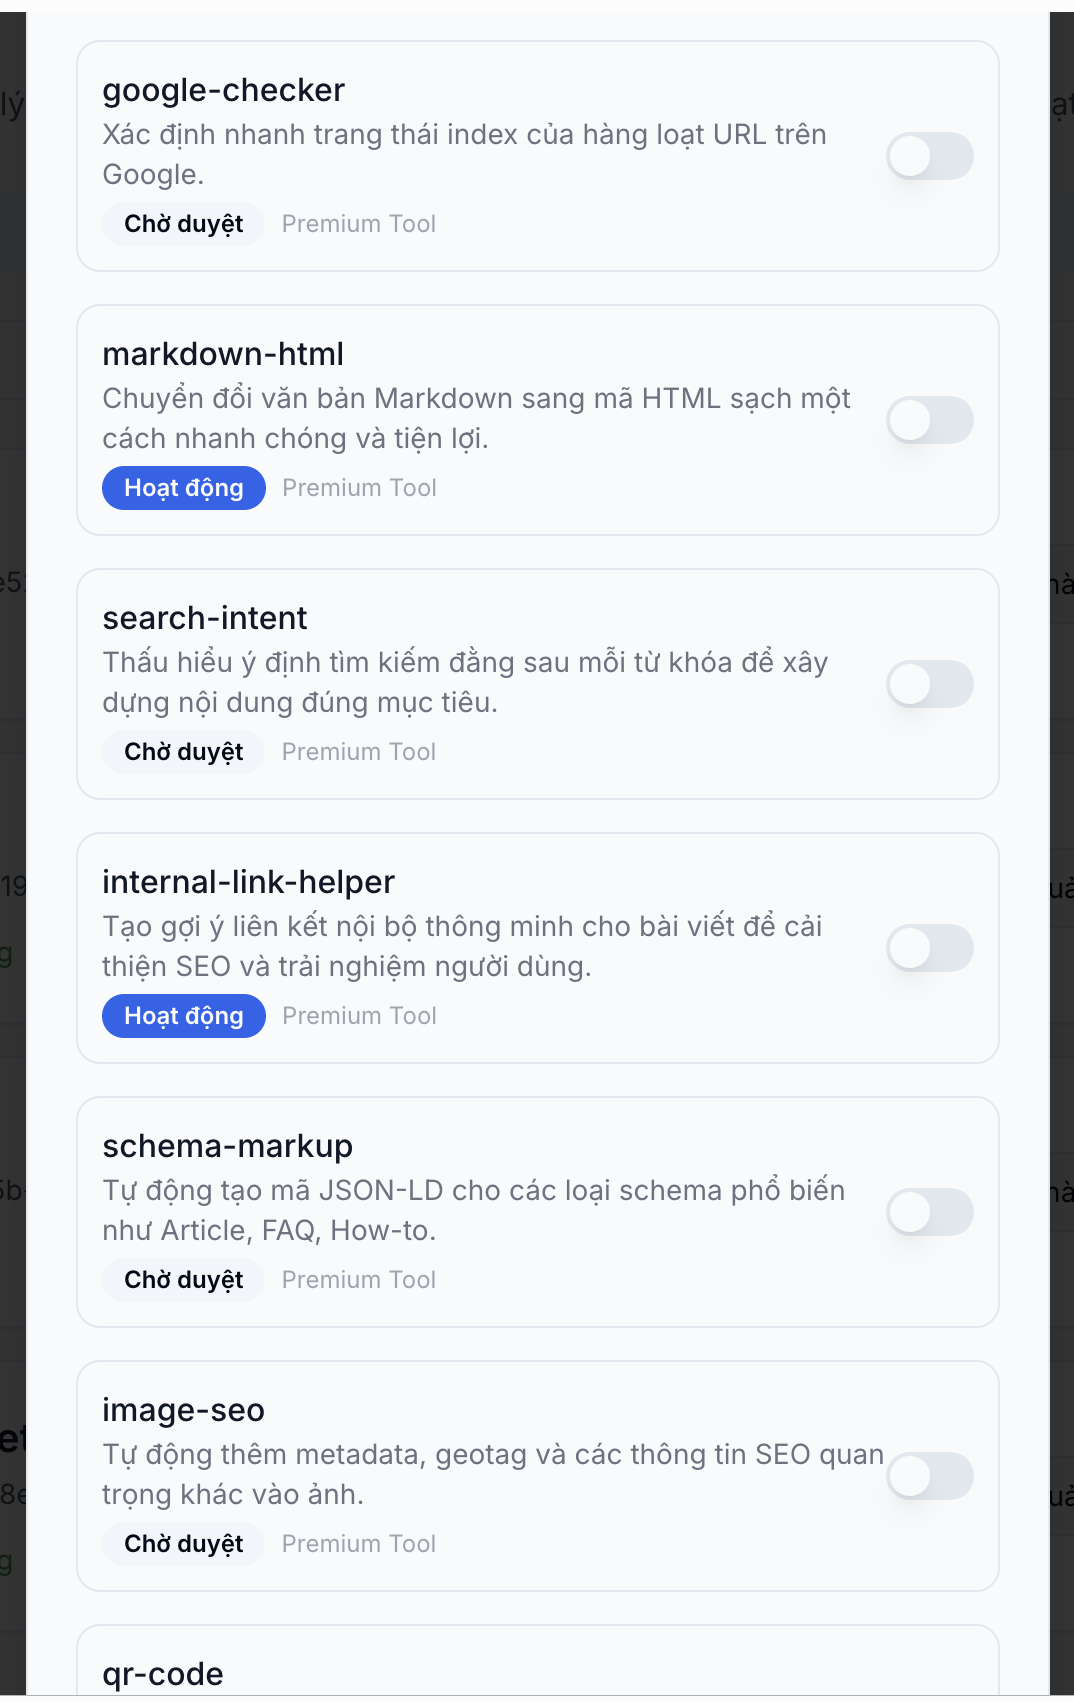 google-checker
Xác định nhanh trang thái index của hàng loạt URL trên
Google.
Chờ duyệt Premium Tool
markdown-html
Chuyển đổi văn bản Markdown sang mã HTML sạch một
cách nhanh chóng và tiện lợi.
Hoạt động Premium Tool
search-intent
Thấu hiểu ý định tìm kiếm đằng sau mỗi từ khóa để xây
dựng nội dung đúng mục tiêu.
Chờ duyệt Premium Tool
internal-link-helper
Tạo gợi ý liên kết nội bộ thông minh cho bài viết để cải
thiện SEO và trải nghiệm người dùng.
Hoạt động Premium Tool
schema-markup
Tự động tạo mã JSON-LD cho các loại schema phổ biến
như Article, FAQ, How-to.
Chờ duyệt Premium Tool
image-seo
Tự động thêm metadata, geotag và các thông tin SEO quan
trọng khác vào ảnh.
Chờ duyệt Premium Tool
qr-code